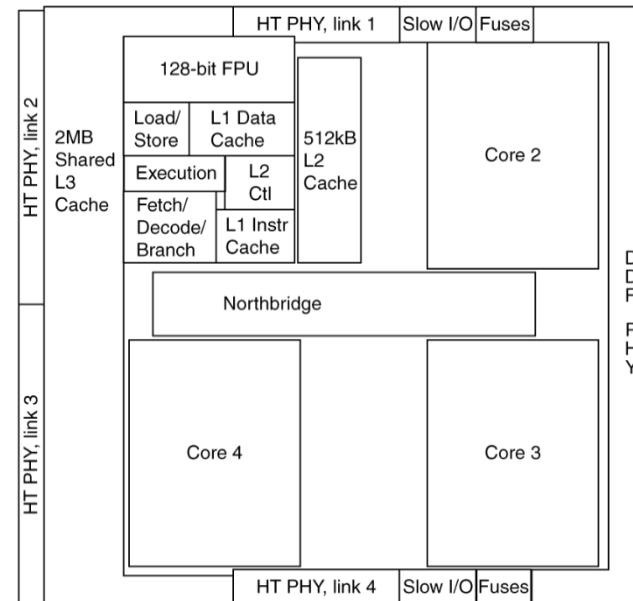 HT PHY, link 1
Slow I/O
Fuses
HT PHY, link 2
2MB
Shared
L3
Cache
128-bit FPU
Load/
Store
L1 Data
Cache
Execution
L2
Ctl
Fetch/
Decode/
Branch
L1 Instr
Cache
512kB
L2
Cache
Core 2
Northbridge
HT PHY, link 3
Core 4
Core 3
HT PHY, link 4
Slow I/O
Fuses